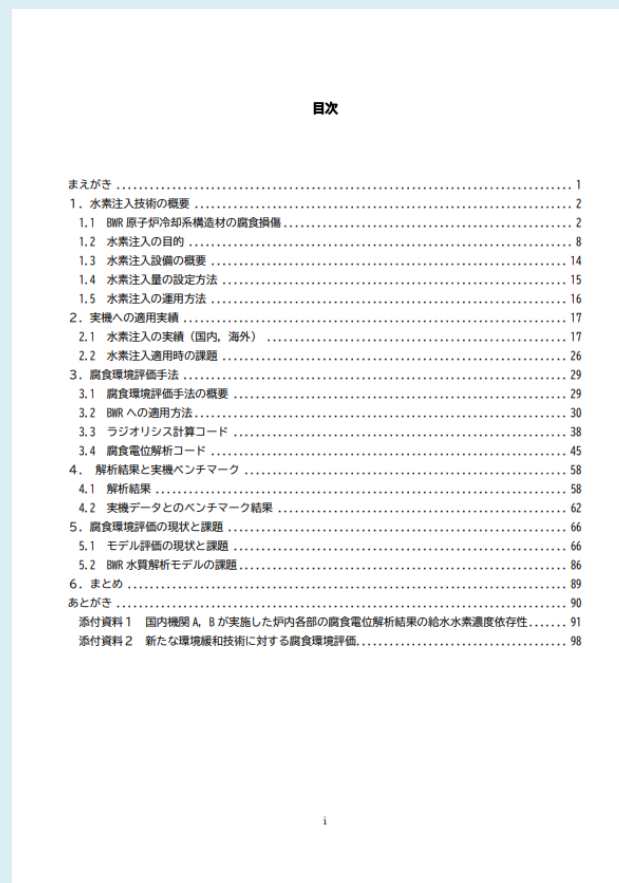 目次
まえがき ........................................ 1
1. 水素注入技術の概要 ........................................ 2
1.1 BWR 原子炉冷却系構造材の腐食損傷 ........................................ 2
1.2 水素注入の目的 ........................................ 8
1.3 水素注入設備の概要 ........................................ 14
1.4 水素注入量の設定方法 ........................................ 15
1.5 水素注入の運用方法 ........................................ 16
2. 実機への適用実績 ........................................ 17
2.1 水素注入の実績（国内，海外） ........................................ 17
2.2 水素注入適用時の課題 ........................................ 26
3. 腐食環境評価手法 ........................................ 29
3.1 腐食環境評価手法の概要 ........................................ 29
3.2 BWR への適用方法 ........................................ 30
3.3 ラジオリシス計算コード ........................................ 38
3.4 腐食電位解析コード ........................................ 45
4. 解析結果と実機ベンチマーク ........................................ 58
4.1 解析結果 ........................................ 58
4.2 実機データとのベンチマーク結果 ........................................ 62
5. 腐食環境評価の現状と課題 ........................................ 66
5.1 モデル評価の現状と課題 ........................................ 66
5.2 BWR 水質解析モデルの課題 ........................................ 86
6. まとめ ........................................ 89
あとがき ........................................ 90
添付資料１ 国内機関 A，B が実施した炉内各部の腐食電位解析結果の給水水素濃度依存性 ....... 91
添付資料２ 新たな環境緩和技術に対する腐食環境評価 ........................................ 98
i